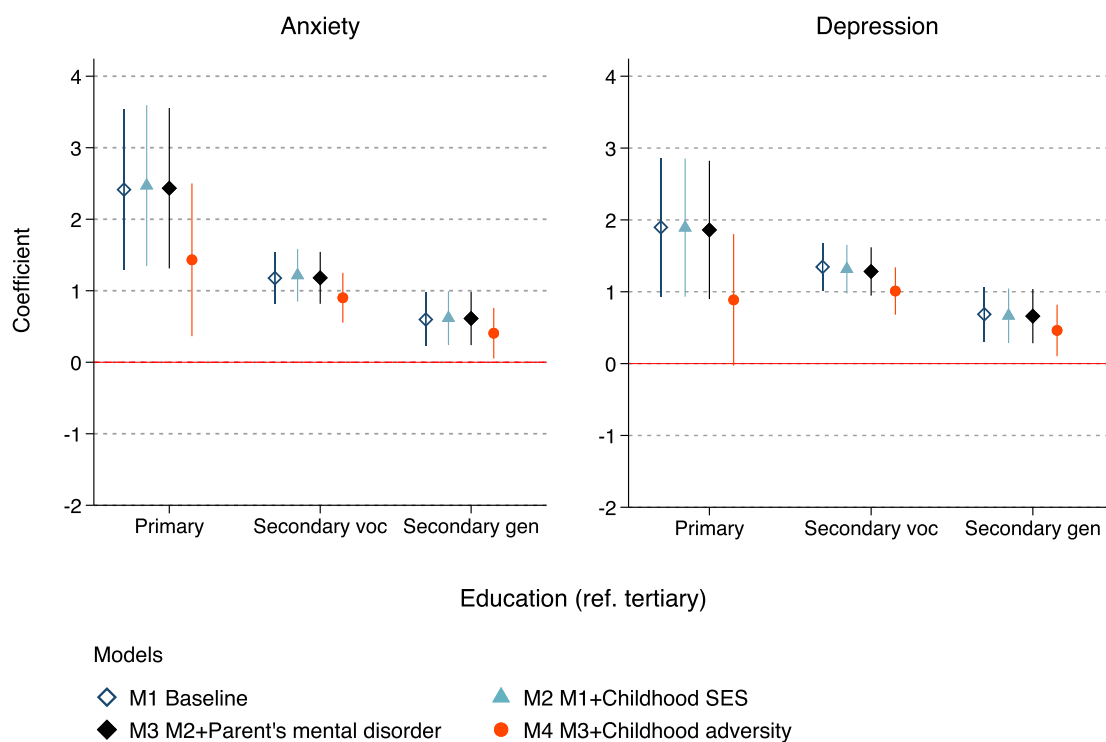 Anxiety
Depression
Coefficient
4
3
2
1
0
-1
-2
Primary
Secondary voc
Secondary gen
4
3
2
1
0
-1
-2
Primary
Secondary voc
Secondary gen
Education (ref. tertiary)
Models
M1 Baseline
M2 M1+Childhood SES
M3 M2+Parent's mental disorder
M4 M3+Childhood adversity